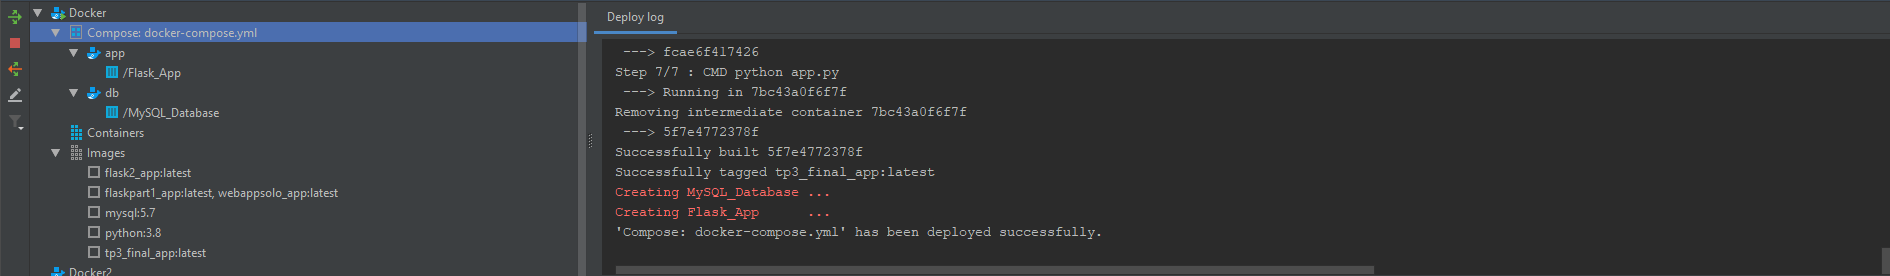 Docker
Compose: docker-compose.yml
app
/Flask_App
db
/MySQL_Database
Containers
Images
flask2_app:latest
flaskpart1_app:latest, webappsolo_app:latest
mysql:5.7
python:3.8
tp3_final_app:latest
Docker2
Deploy log
---> fcae6f417426
Step 7/7 : CMD python app.py
---> Running in 7bc43a0f6f7f
Removing intermediate container 7bc43a0f6f7f
---> 5f7e4772378f
Successfully built 5f7e4772378f
Successfully tagged tp3_final_app:latest
Creating MySQL_Database ...
Creating Flask_App      ...
'Compose: docker-compose.yml' has been deployed successfully.